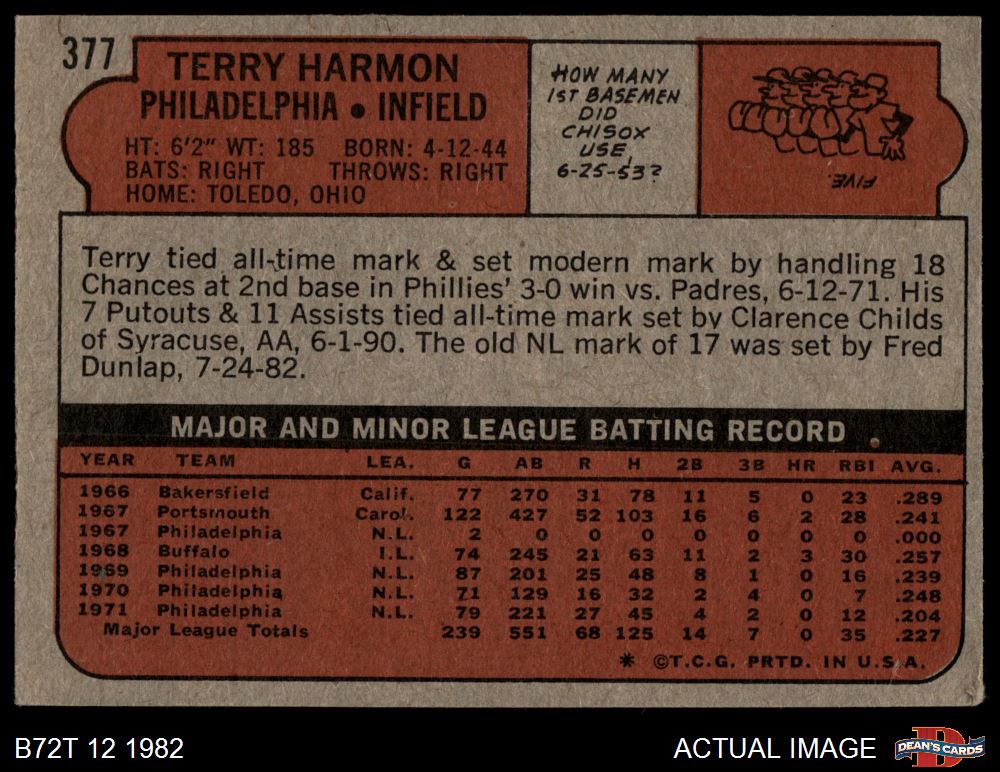 377
TERRY HARMON
PHILADELPHIA • INFIELD
HT: 6'2" WT: 185 BORN: 4-12-44
BATS: RIGHT THROWS: RIGHT
HOME: TOLEDO, OHIO
HOW MANY
1ST BASEMEN
DID
CHISOX
USE,
6-25-53?
FIVE.
Terry tied all-time mark & set modern mark by handling 18
Chances at 2nd base in Phillies' 3-0 win vs. Padres, 6-12-71. His
7 Putouts & 11 Assists tied all-time mark set by Clarence Childs
of Syracuse, AA, 6-1-90. The old NL mark of 17 was set by Fred
Dunlap, 7-24-82.
MAJOR AND MINOR LEAGUE BATTING RECORD
YEAR TEAM LEA. G AB R H 2B 3B HR RBI AVG.
1966 Bakersfield Calif. 77 270 31 78 11 5 0 23 .289
1967 Portsmouth Carol. 122 427 52 103 16 6 2 28 .241
1967 Philadelphia N.L. 2 0 0 0 0 0 0 0 .000
1968 Buffalo I.L. 74 245 21 63 11 2 3 30 .257
1969 Philadelphia N.L. 87 201 25 48 8 1 0 16 .239
1970 Philadelphia N.L. 71 129 16 32 2 4 0 7 .248
1971 Philadelphia N.L. 79 221 27 45 4 2 0 12 .204
Major League Totals 239 551 68 125 14 7 0 35 .227
* ©T.C.G. PRTD. IN U.S.A.
B72T 12 1982
ACTUAL IMAGE
D
DEAN'S CARDS